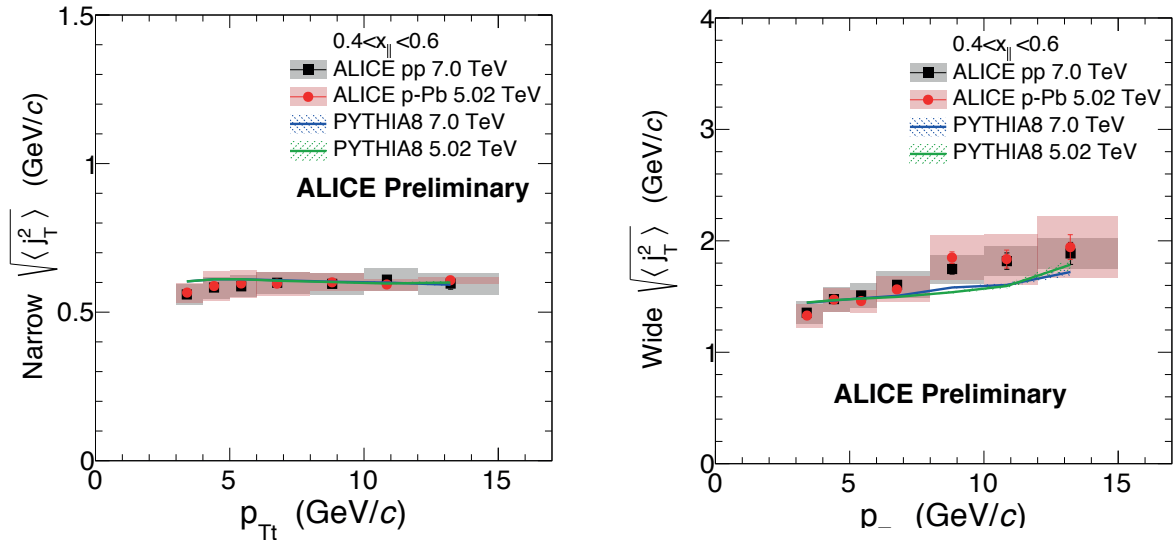 1.5
1
0.5
0
0 5 10 15
Narrow √⟨ j_T^2 ⟩ (GeV/c)
p_Tt (GeV/c)
0.4<x_||<0.6
ALICE pp 7.0 TeV
ALICE p-Pb 5.02 TeV
PYTHIA8 7.0 TeV
PYTHIA8 5.02 TeV
ALICE Preliminary
4
3
2
1
0
0 5 10 15
Wide √⟨ j_T^2 ⟩ (GeV/c)
p (GeV/c)
0.4<x_||<0.6
ALICE pp 7.0 TeV
ALICE p-Pb 5.02 TeV
PYTHIA8 7.0 TeV
PYTHIA8 5.02 TeV
ALICE Preliminary